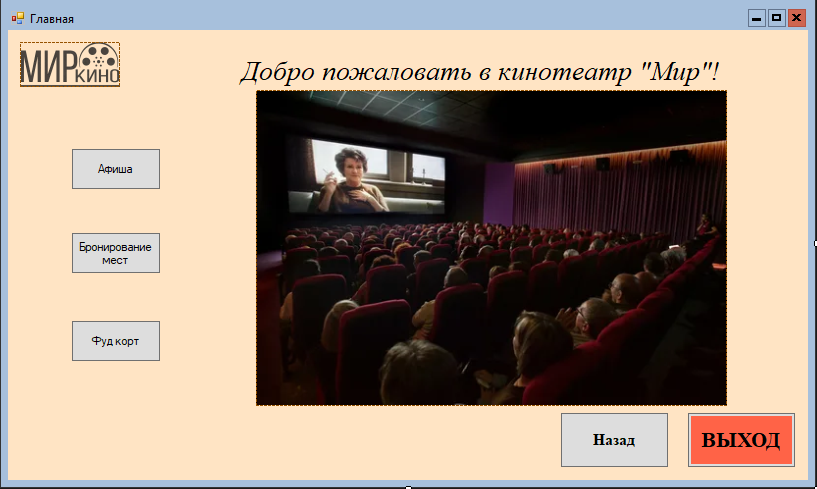 Главная
МИР
КИНО
Добро пожаловать в кинотеатр "Мир"!
Афиша
Бронирование
мест
Фуд корт
Назад
ВЫХОД